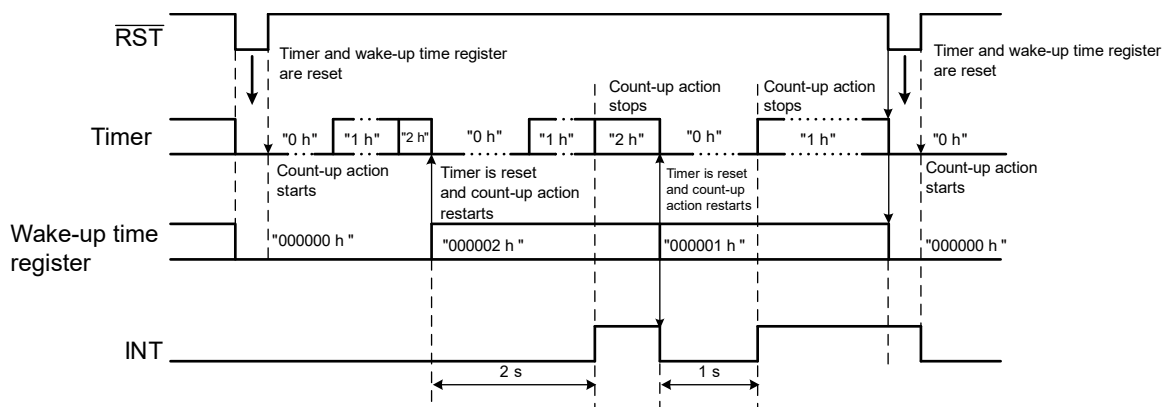 RST
Timer and wake-up time register
are reset
Timer and wake-up time register
are reset
Count-up action
stops
Count-up action
stops
Timer
"0 h"
"1 h"
"2 h"
"0 h"
"1 h"
"2 h"
"0 h"
"1 h"
"0 h"
Count-up action
starts
Timer is reset
and count-up action
restarts
Timer is reset
and count-up
action restarts
Count-up action
starts
Wake-up time
register
"000000 h "
"000002 h "
"000001 h "
"000000 h "
INT
2 s
1 s